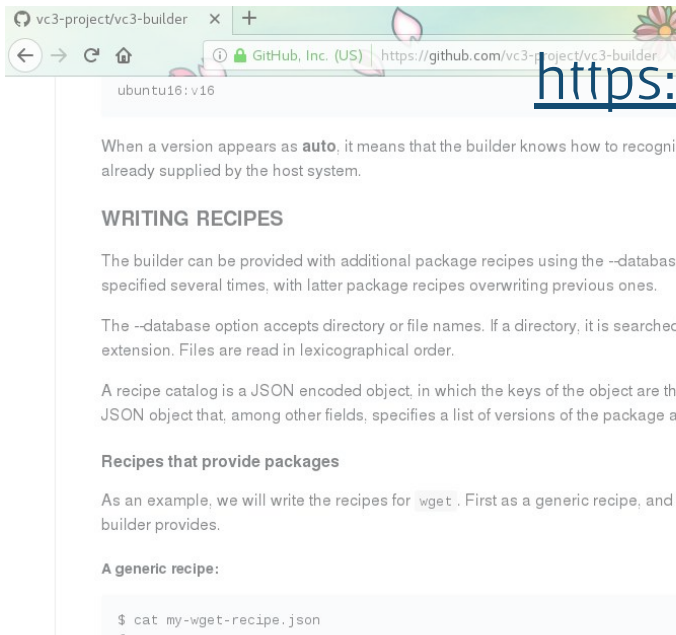 vc3-project/vc3-builder × +
GitHub, Inc. (US) https://github.com/vc3-project/vc3-builder
https:
ubuntu16:v16
When a version appears as auto, it means that the builder knows how to recogni
already supplied by the host system.
WRITING RECIPES
The builder can be provided with additional package recipes using the --databas
specified several times, with latter package recipes overwriting previous ones.
The --database option accepts directory or file names. If a directory, it is searched
extension. Files are read in lexicographical order.
A recipe catalog is a JSON encoded object, in which the keys of the object are th
JSON object that, among other fields, specifies a list of versions of the package a
Recipes that provide packages
As an example, we will write the recipes for wget . First as a generic recipe, and
builder provides.
A generic recipe:
$ cat my-wget-recipe.json